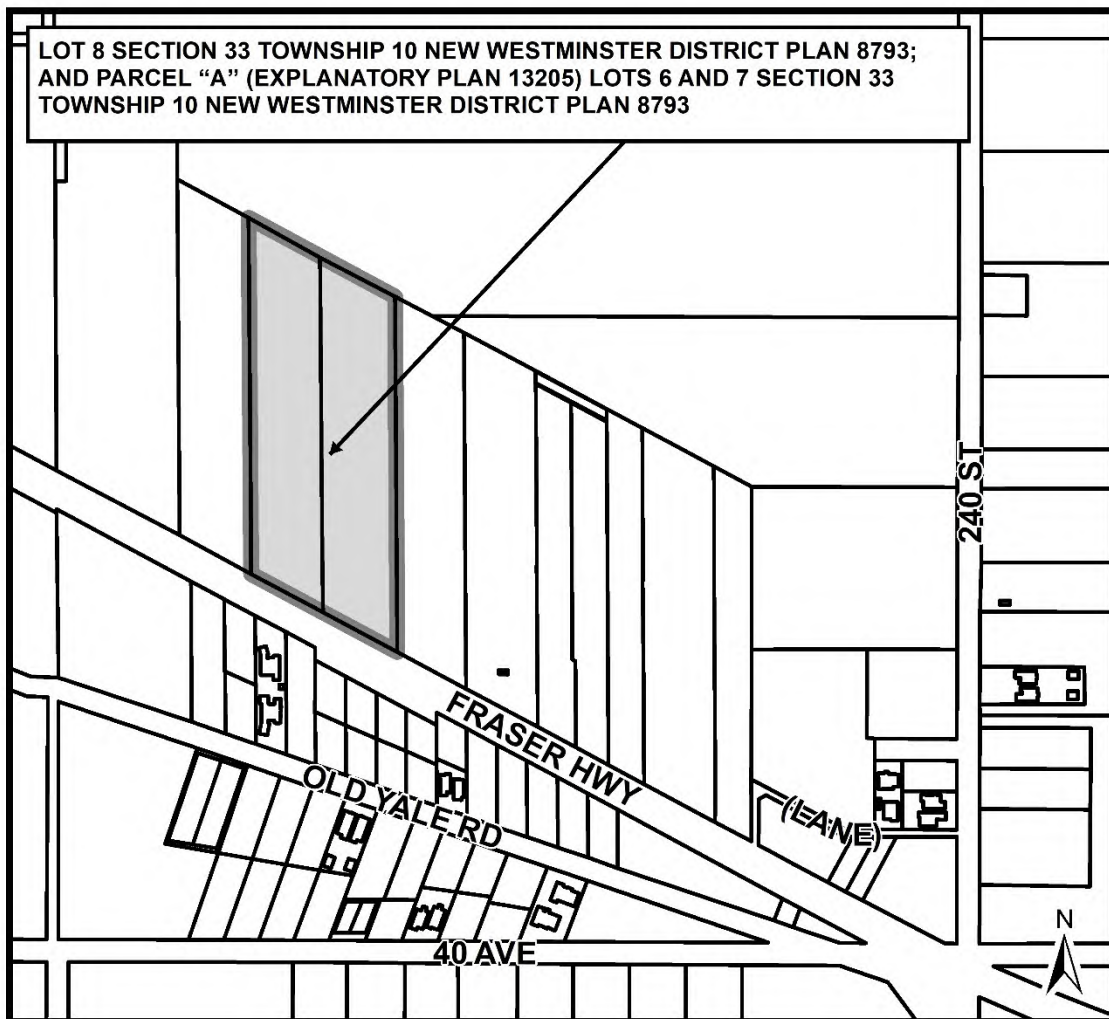 LOT 8 SECTION 33 TOWNSHIP 10 NEW WESTMINSTER DISTRICT PLAN 8793;
AND PARCEL “A” (EXPLANATORY PLAN 13205) LOTS 6 AND 7 SECTION 33
TOWNSHIP 10 NEW WESTMINSTER DISTRICT PLAN 8793
240 ST
FRASER HWY
OLD YALE RD
(LANE)
N
40 AVE